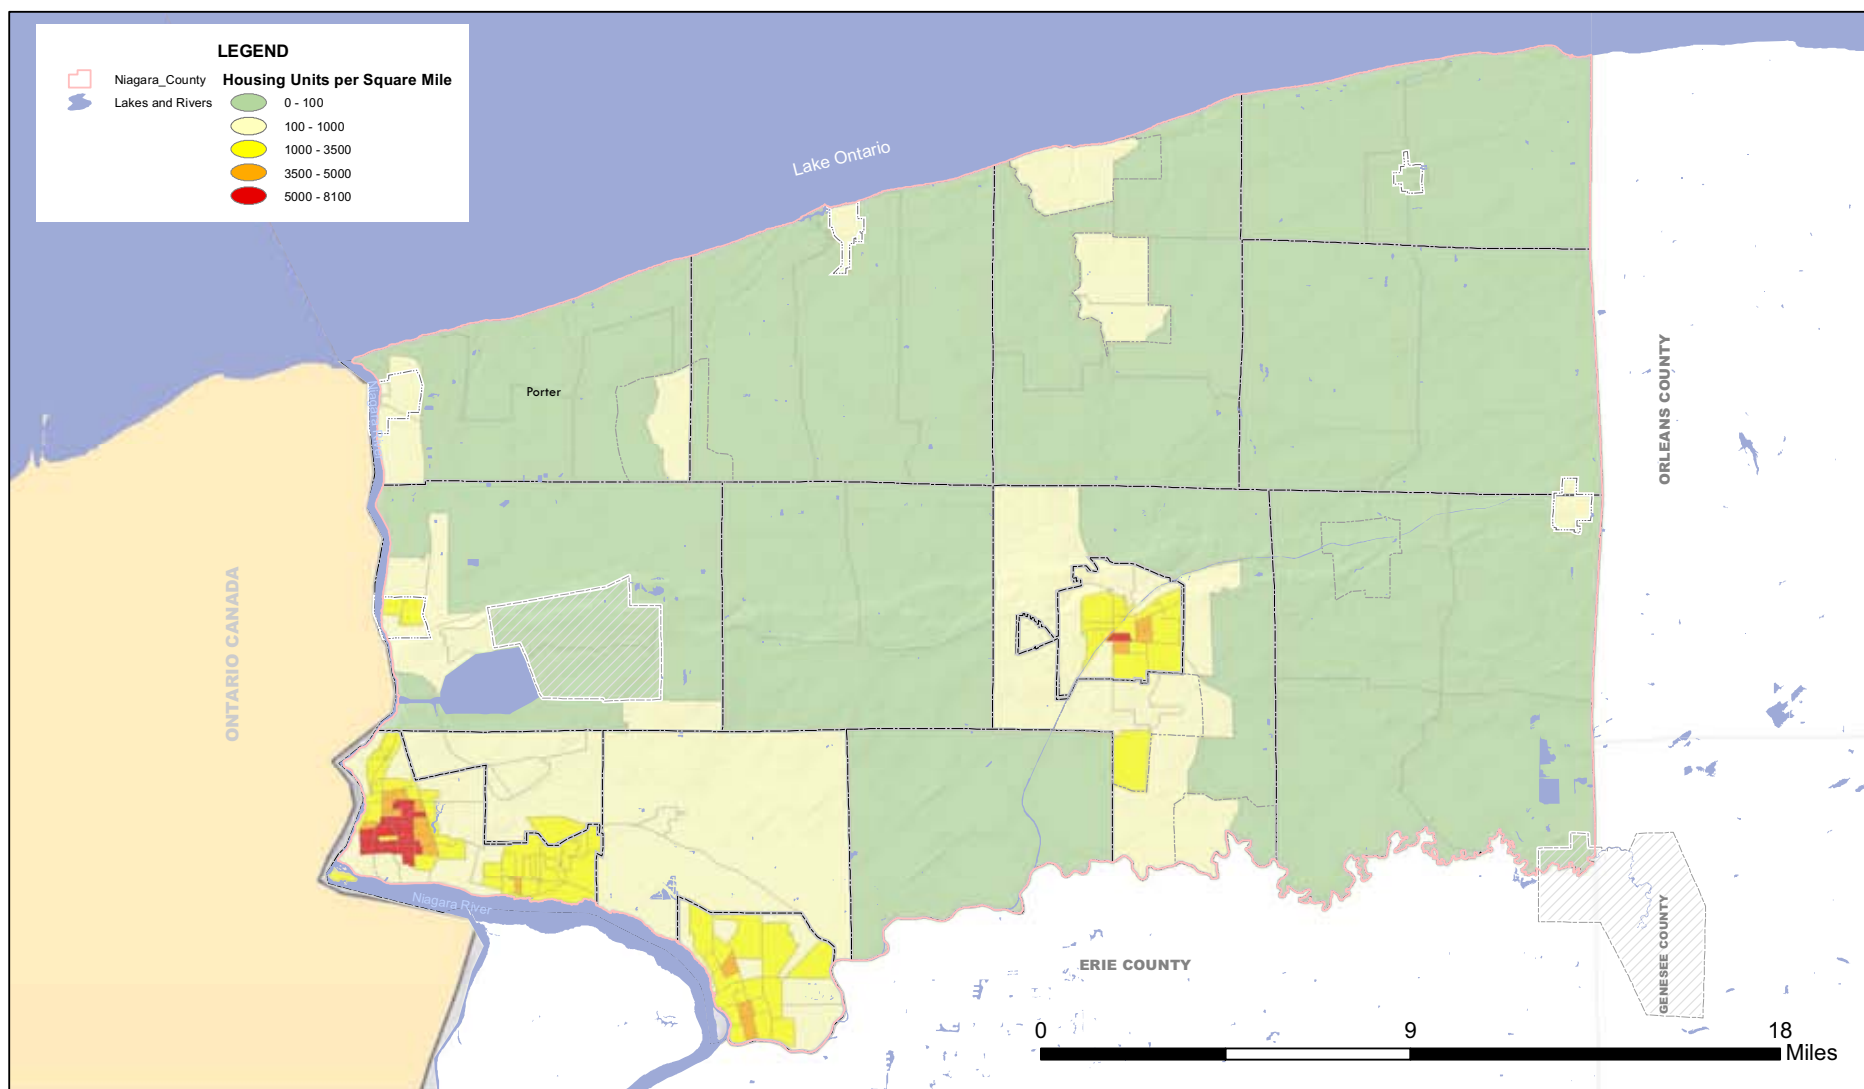 LEGEND
Niagara_County
Lakes and Rivers
Housing Units per Square Mile
0 - 100
100 - 1000
1000 - 3500
3500 - 5000
5000 - 8100
Lake Ontario
Porter
ORLEANS COUNTY
ONTARIO CANADA
Niagara River
ERIE COUNTY
GENESEE COUNTY
0
9
18
Miles